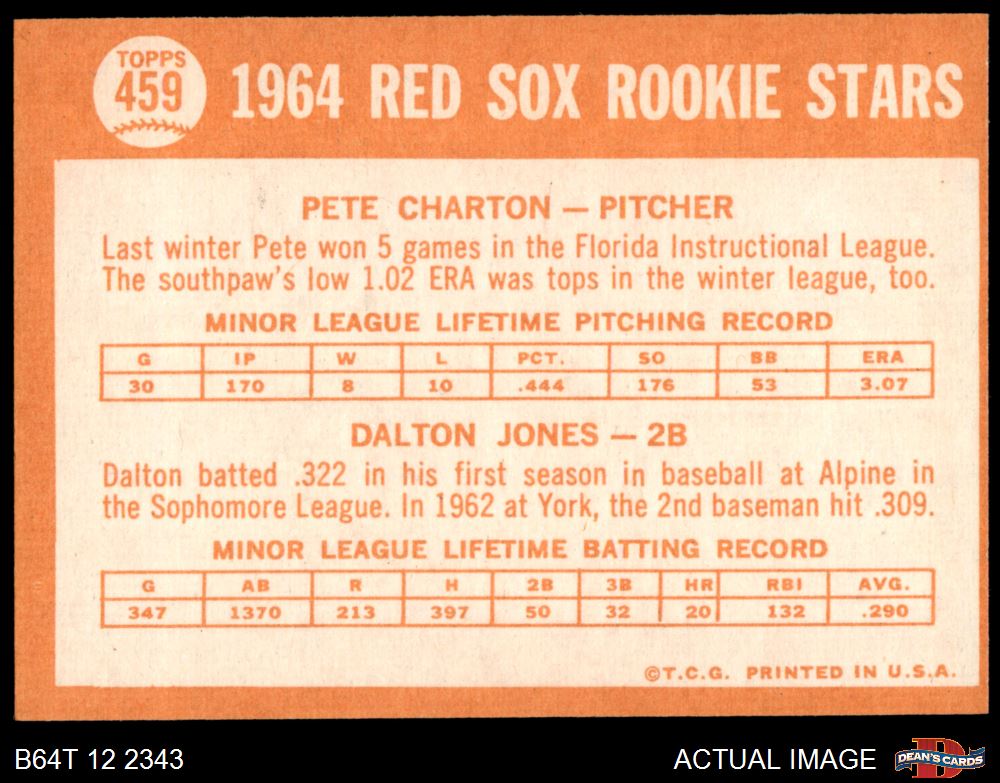 TOPPS
459
1964 RED SOX ROOKIE STARS
PETE CHARTON — PITCHER
Last winter Pete won 5 games in the Florida Instructional League.
The southpaw's low 1.02 ERA was tops in the winter league, too.
MINOR LEAGUE LIFETIME PITCHING RECORD
G IP W L PCT. SO BB ERA
30 170 8 10 .444 176 53 3.07
DALTON JONES — 2B
Dalton batted .322 in his first season in baseball at Alpine in
the Sophomore League. In 1962 at York, the 2nd baseman hit .309.
MINOR LEAGUE LIFETIME BATTING RECORD
G AB R H 2B 3B HR RBI AVG.
347 1370 213 397 50 32 20 132 .290
©T.C.G. PRINTED IN U.S.A.
B64T 12 2343
ACTUAL IMAGE
D
DEAN'S CARDS